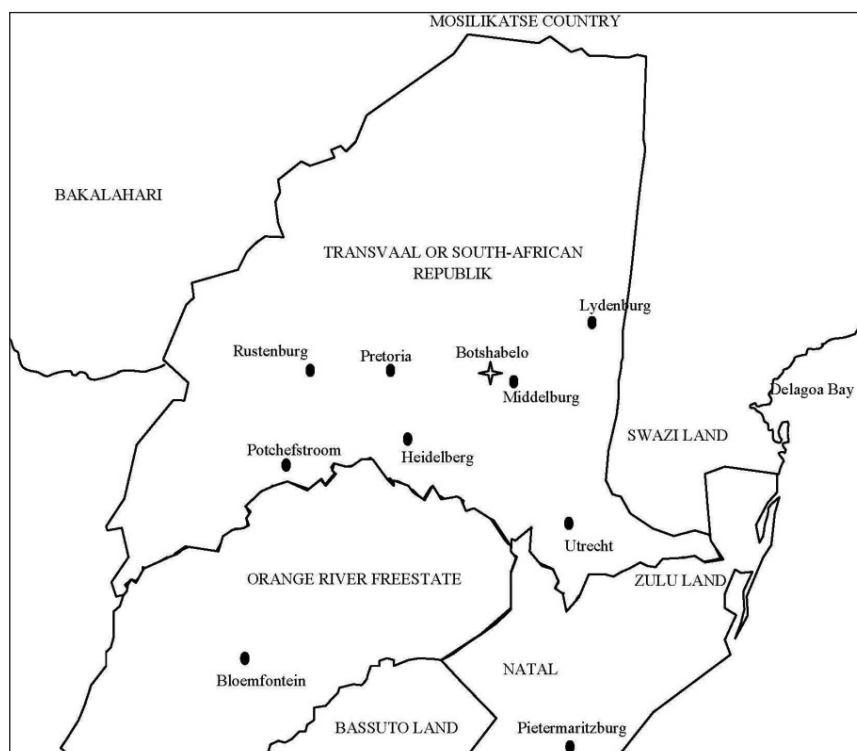 MOSILIKATSE COUNTRY
BAKALAHARI
TRANSVAAL OR SOUTH-AFRICAN
REPUBLIK
Lydenburg
Rustenburg
Pretoria
Botshabelo
Middelburg
Delagoa Bay
SWAZI LAND
Potchefstroom
Heidelberg
Utrecht
ORANGE RIVER FREESTATE
ZULU LAND
Bloemfontein
NATAL
BASSUTO LAND
Pietermaritzburg